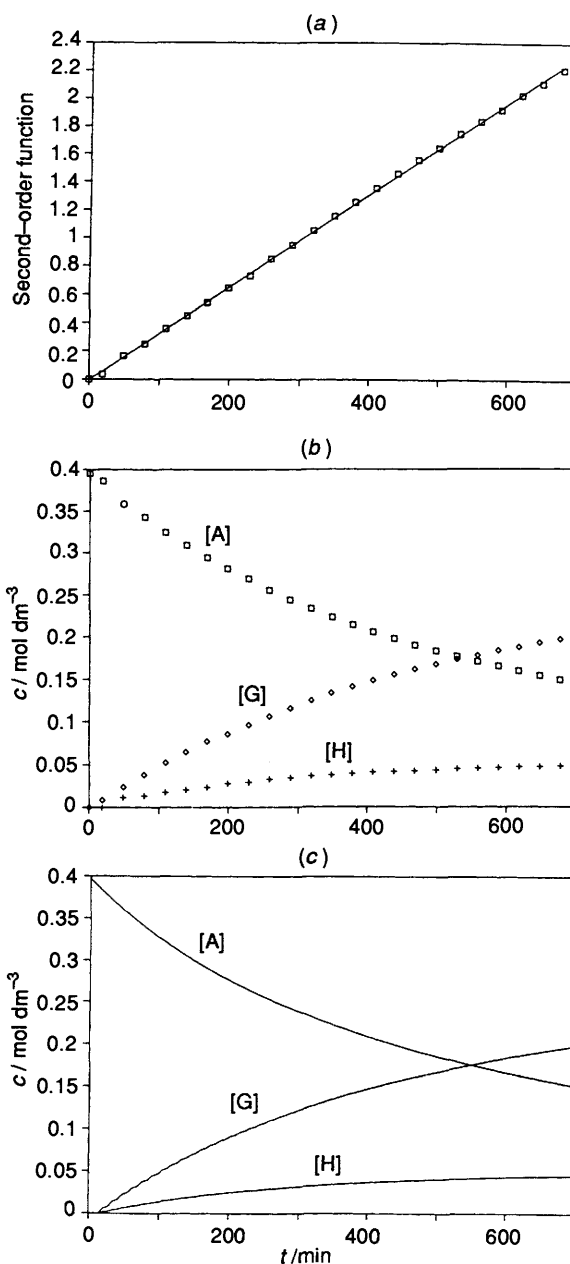 (a)
Second–order function
2.4
2.2
2
1.8
1.6
1.4
1.2
1
0.8
0.6
0.4
0.2
0
0 200 400 600
(b)
c / mol dm⁻³
0.4
0.35
0.3
0.25
0.2
0.15
0.1
0.05
0
[A]
[G]
[H]
0 200 400 600
(c)
c / mol dm⁻³
0.4
0.35
0.3
0.25
0.2
0.15
0.1
0.05
0
[A]
[G]
[H]
0 200 400 600
t / min